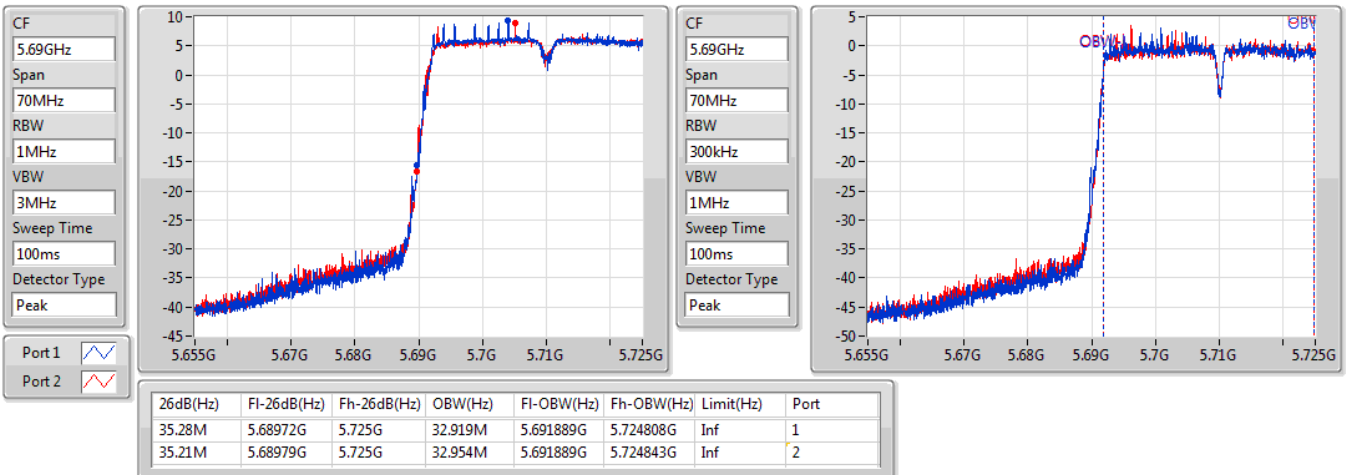 CF
5.69GHz
Span
70MHz
RBW
1MHz
VBW
3MHz
Sweep Time
100ms
Detector Type
Peak
Port 1
Port 2
10
5
0
-5
-10
-15
-20
-25
-30
-35
-40
-45
5.655G 5.67G 5.68G 5.69G 5.7G 5.71G 5.725G
CF
5.69GHz
Span
70MHz
RBW
300kHz
VBW
1MHz
Sweep Time
100ms
Detector Type
Peak
5
0
-5
-10
-15
-20
-25
-30
-35
-40
-45
-50
OBW
OBW
5.655G 5.67G 5.68G 5.69G 5.7G 5.71G 5.725G
26dB(Hz) Fl-26dB(Hz) Fh-26dB(Hz) OBW(Hz) Fl-OBW(Hz) Fh-OBW(Hz) Limit(Hz) Port
35.28M 5.68972G 5.725G 32.919M 5.691889G 5.724808G Inf 1
35.21M 5.68979G 5.725G 32.954M 5.691889G 5.724843G Inf 2